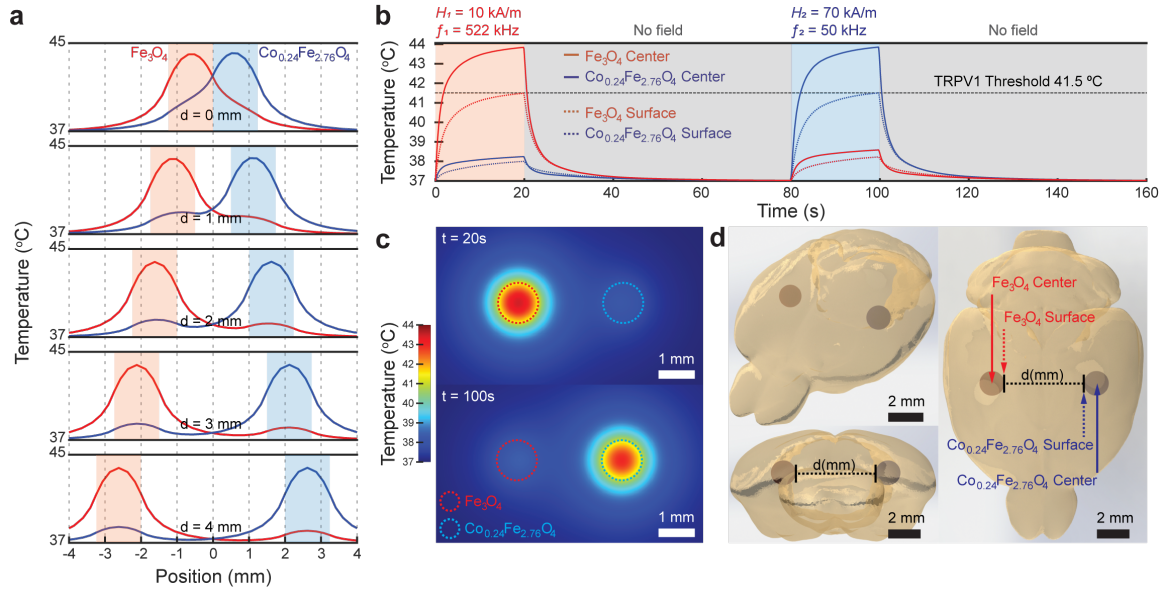 a
45
Fe3O4
Co0.24Fe2.76O4
d = 0 mm
37
45
d = 1 mm
37
45
d = 2 mm
37
45
d = 3 mm
37
45
d = 4 mm
37
-4 -3 -2 -1 0 1 2 3 4
Position (mm)
Temperature (°C)
b
H1 = 10 kA/m
f1 = 522 kHz
No field
H2 = 70 kA/m
f2 = 50 kHz
No field
44
43
42
41
40
39
38
37
Temperature (°C)
Fe3O4 Center
Co0.24Fe2.76O4 Center
TRPV1 Threshold 41.5 ºC
Fe3O4 Surface
Co0.24Fe2.76O4 Surface
0 20 40 60 80 100 120 140 160
Time (s)
c
t = 20s
1 mm
t = 100s
Fe3O4
Co0.24Fe2.76O4
1 mm
Temperature (°C)
44
43
42
41
40
39
38
37
d
2 mm
d(mm)
2 mm
Fe3O4 Center
Fe3O4 Surface
d(mm)
Co0.24Fe2.76O4 Surface
Co0.24Fe2.76O4 Center
2 mm